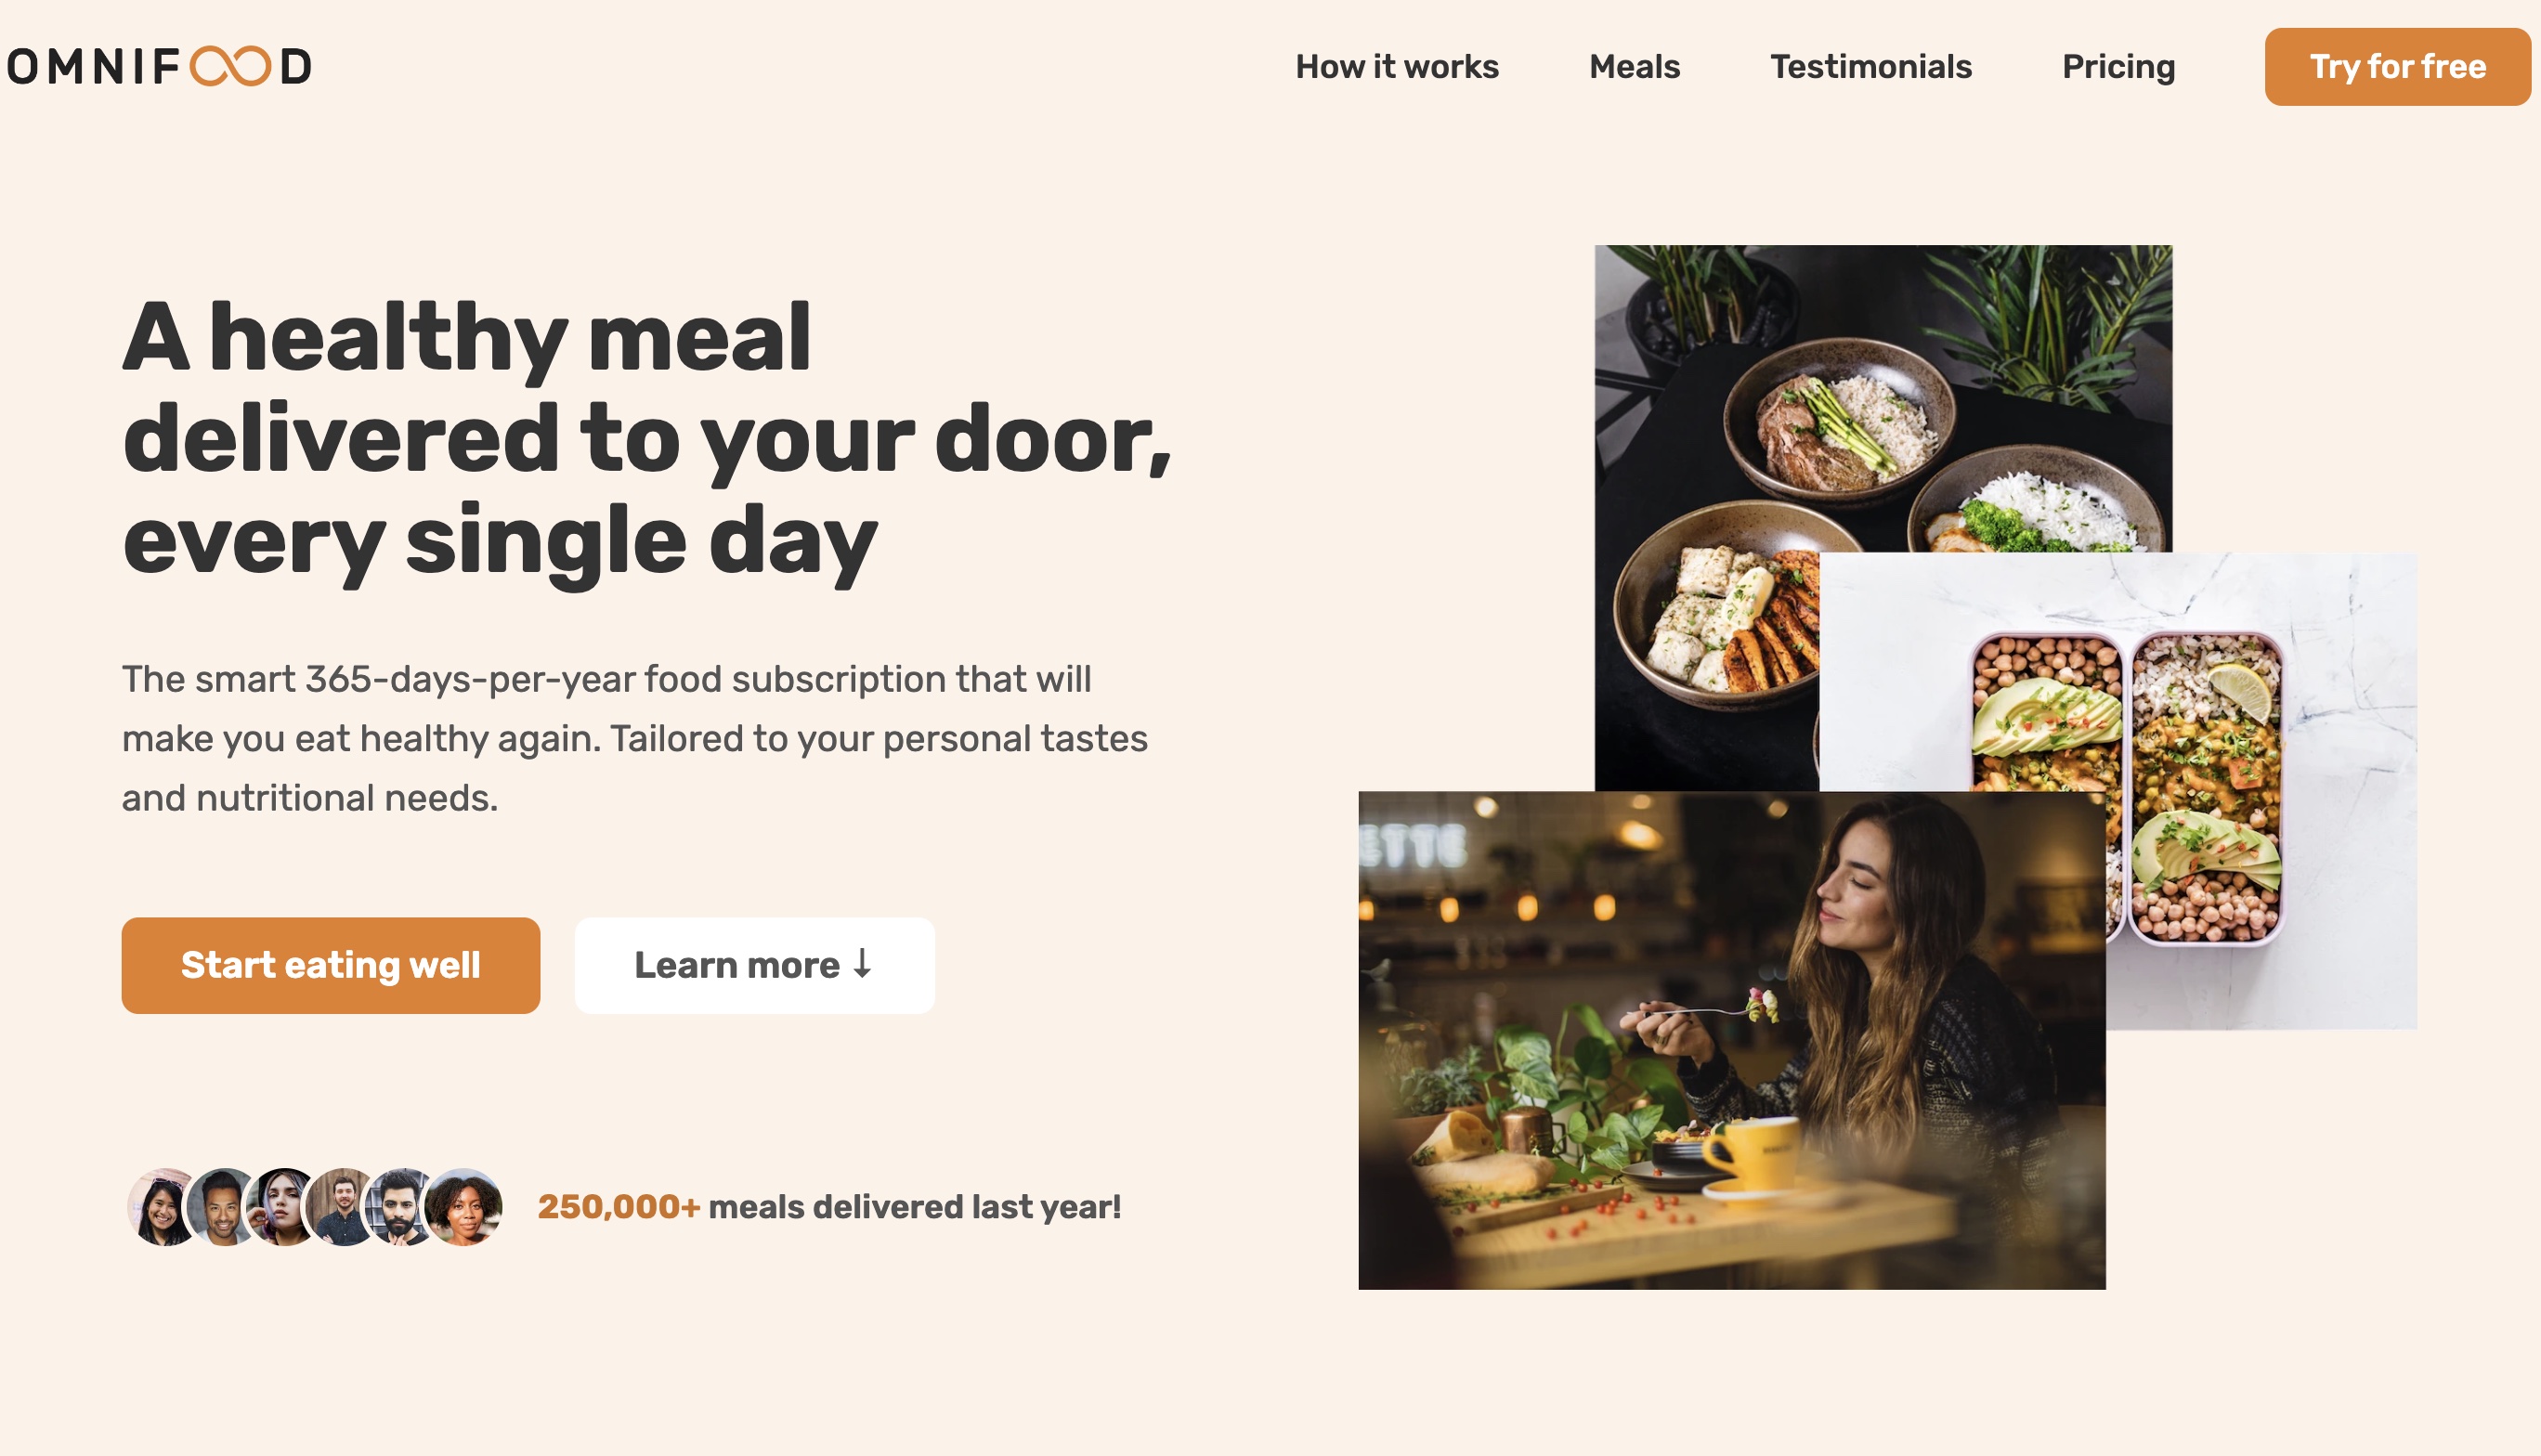 OMNIFOOD
How it works
Meals
Testimonials
Pricing
Try for free
A healthy meal
delivered to your door,
every single day
The smart 365-days-per-year food subscription that will
make you eat healthy again. Tailored to your personal tastes
and nutritional needs.
Start eating well
Learn more ↓
250,000+ meals delivered last year!
ETTE